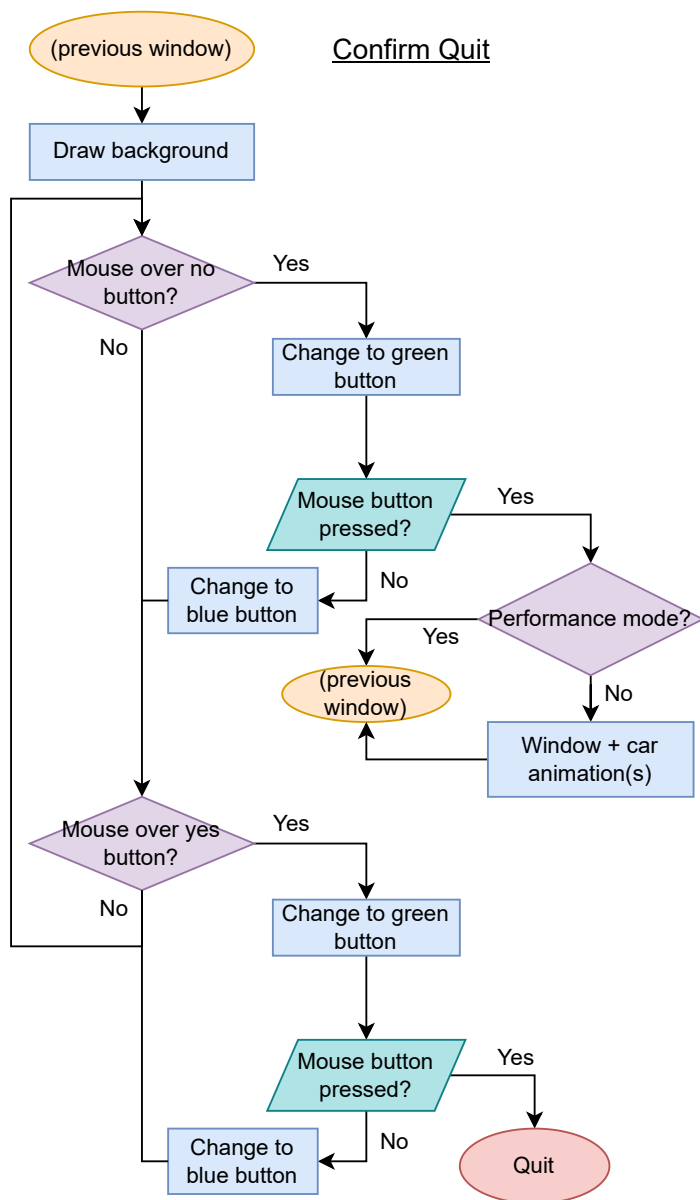 (previous window)
Confirm Quit
Draw background
Mouse over no
button?
Yes
No
Change to green
button
Mouse button
pressed?
Yes
No
Change to
blue button
Performance mode?
Yes
No
(previous
window)
Window + car
animation(s)
Mouse over yes
button?
Yes
No
Change to green
button
Mouse button
pressed?
Yes
No
Change to
blue button
Quit